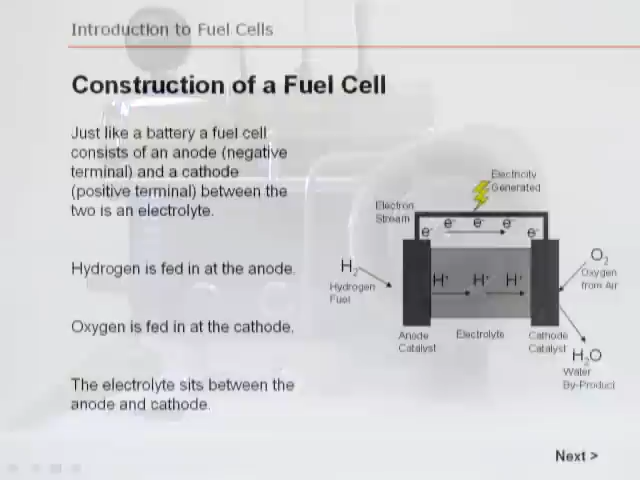 Introduction to Fuel Cells
Construction of a Fuel Cell
Just like a battery a fuel cell
consists of an anode (negative
terminal) and a cathode
(positive terminal) between the
two is an electrolyte.
Hydrogen is fed in at the anode.
Oxygen is fed in at the cathode.
The electrolyte sits between the
anode and cathode.
Electricity
Generated
Electron
Stream
e⁻ e⁻ e⁻ e⁻ e⁻
H₂
Hydrogen
Fuel
H⁺ H⁺ H⁺
O₂
Oxygen
from Air
Anode
Catalyst
Electrolyte
Cathode
Catalyst
H₂O
Water
By-Product
Next >